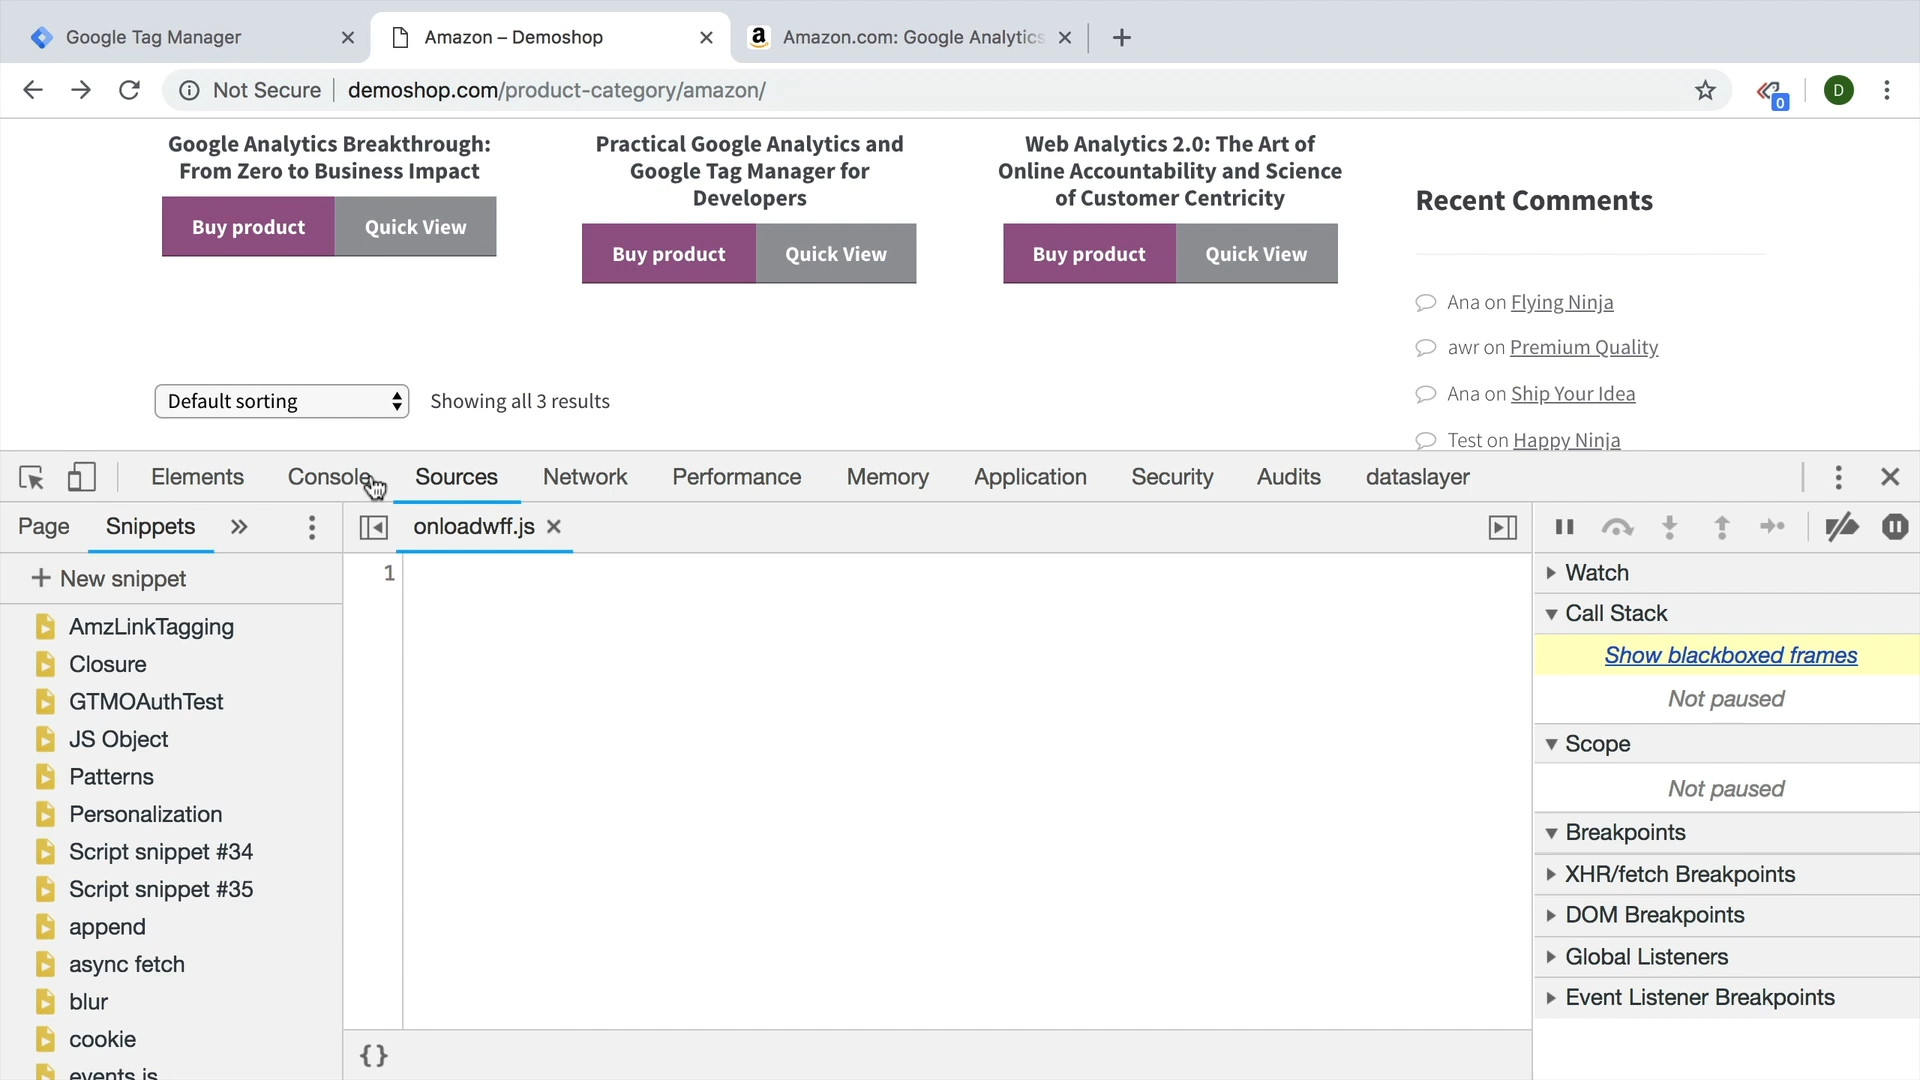 Google Tag Manager
Amazon – Demoshop
Amazon.com: Google Analytics
Not Secure
demoshop.com/product-category/amazon/
0
D
Google Analytics Breakthrough:
From Zero to Business Impact
Buy product
Quick View
Practical Google Analytics and
Google Tag Manager for
Developers
Buy product
Quick View
Web Analytics 2.0: The Art of
Online Accountability and Science
of Customer Centricity
Buy product
Quick View
Recent Comments
Ana on Flying Ninja
awr on Premium Quality
Ana on Ship Your Idea
Test on Happy Ninja
Default sorting
Showing all 3 results
Elements
Console
Sources
Network
Performance
Memory
Application
Security
Audits
dataslayer
Page
Snippets
onloadwff.js
+ New snippet
AmzLinkTagging
Closure
GTMOAuthTest
JS Object
Patterns
Personalization
Script snippet #34
Script snippet #35
append
async fetch
blur
cookie
events.js
1
{}
Watch
Call Stack
Show blackboxed frames
Not paused
Scope
Not paused
Breakpoints
XHR/fetch Breakpoints
DOM Breakpoints
Global Listeners
Event Listener Breakpoints